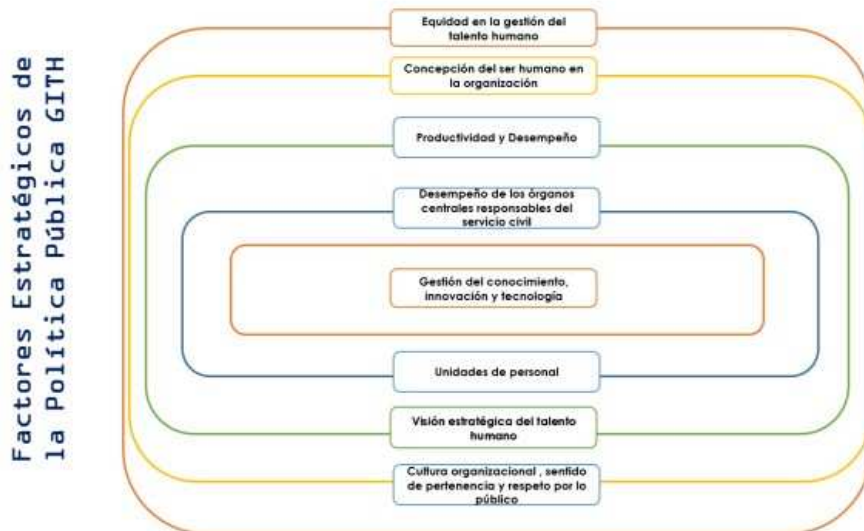 Factores Estratégicos de
la Política Pública GITH
Equidad en la gestión del
talento humano
Concepción del ser humano en
la organización
Productividad y Desempeño
Desempeño de los órganos
centrales responsables del
servicio civil
Gestión del conocimiento,
innovación y tecnología
Unidades de personal
Visión estratégica del talento
humano
Cultura organizacional , sentido
de pertenencia y respeto por lo
público